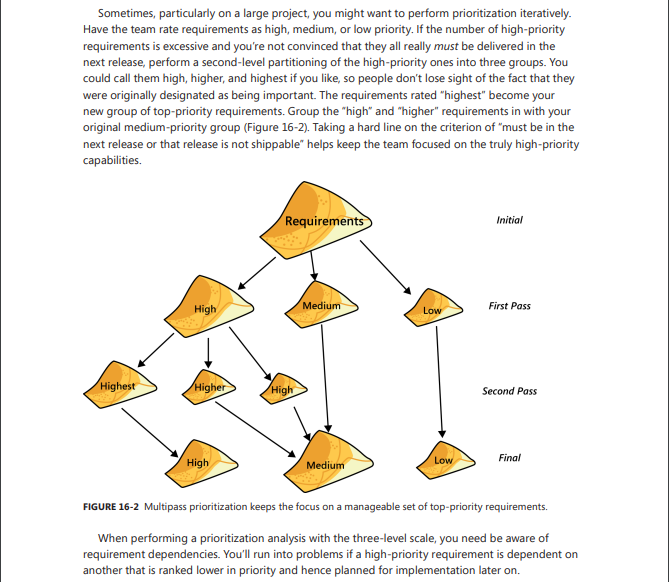 Sometimes, particularly on a large project, you might want to perform prioritization iteratively.
Have the team rate requirements as high, medium, or low priority. If the number of high-priority
requirements is excessive and you're not convinced that they all really must be delivered in the
next release, perform a second-level partitioning of the high-priority ones into three groups. You
could call them high, higher, and highest if you like, so people don't lose sight of the fact that they
were originally designated as being important. The requirements rated "highest" become your
new group of top-priority requirements. Group the "high" and "higher" requirements in with your
original medium-priority group (Figure 16-2). Taking a hard line on the criterion of "must be in the
next release or that release is not shippable" helps keep the team focused on the truly high-priority
capabilities.
Requirements
Initial
High
Medium
Low
First Pass
Highest
Higher
High
Second Pass
High
Medium
Low
Final
FIGURE 16-2 Multipass prioritization keeps the focus on a manageable set of top-priority requirements.
When performing a prioritization analysis with the three-level scale, you need be aware of
requirement dependencies. You'll run into problems if a high-priority requirement is dependent on
another that is ranked lower in priority and hence planned for implementation later on.